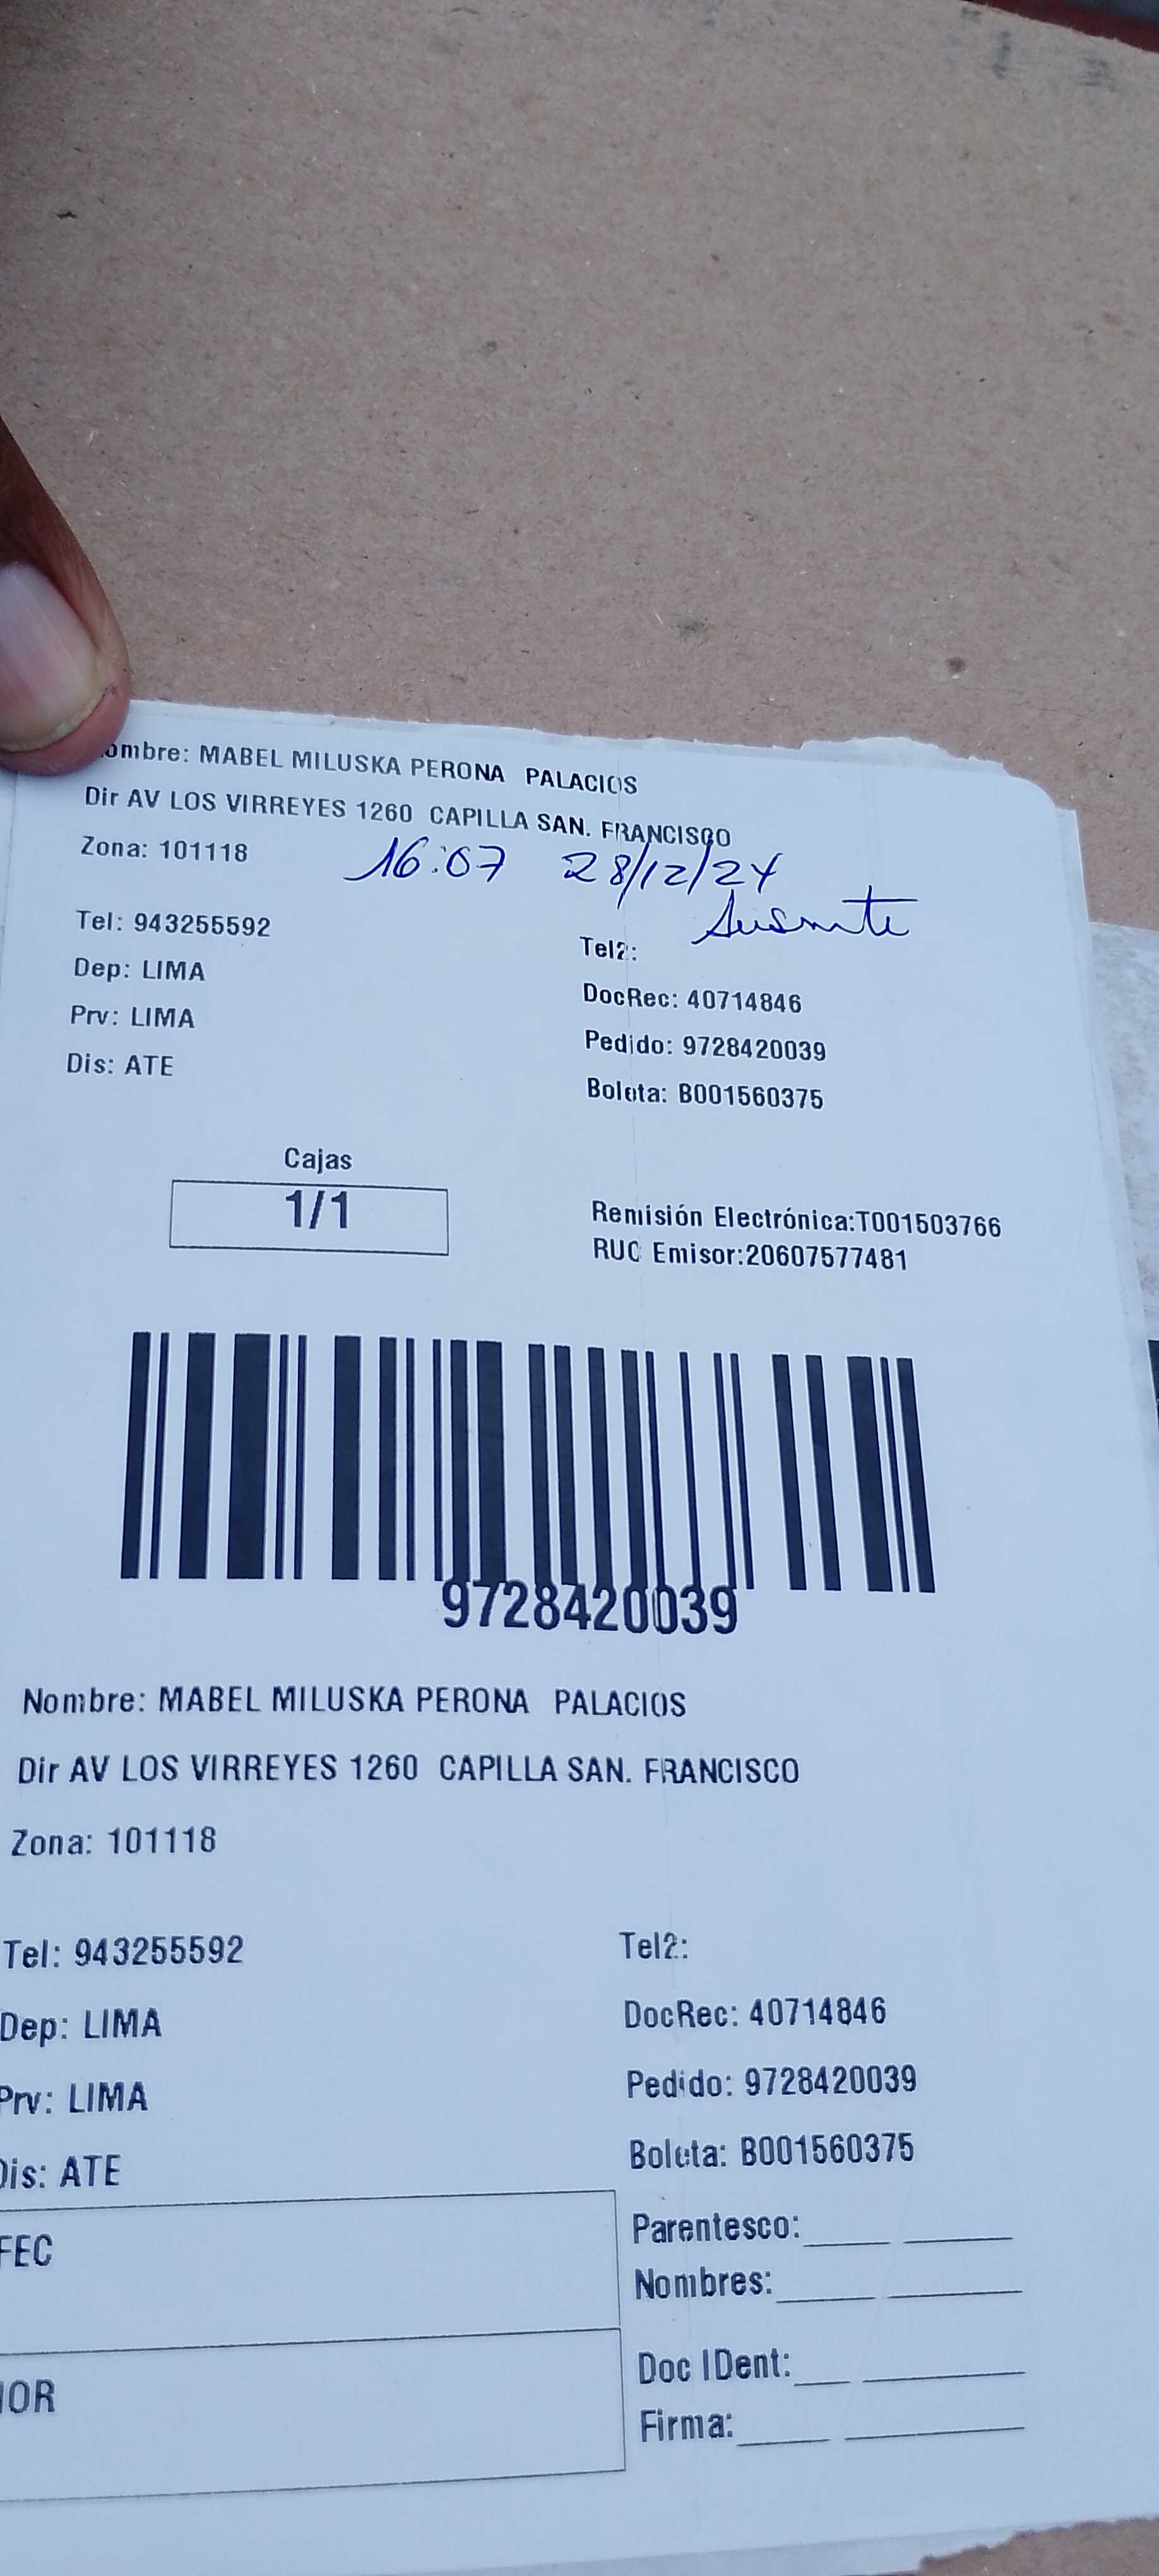 ombre: MABEL MILUSKA PERONA PALACIOS
Dir AV LOS VIRREYES 1260 CAPILLA SAN. FRANCISCO
Zona: 101118
16:07 28/12/24
Tel: 943255592
Tel2:
Dep: LIMA
DocRec: 40714846
Prv: LIMA
Pedido: 9728420039
Dis: ATE
Boleta: B001560375
Cajas
1/1
Remisión Electrónica:T001503766
RUC Emisor:20607577481
9728420039
Nombre: MABEL MILUSKA PERONA PALACIOS
Dir AV LOS VIRREYES 1260 CAPILLA SAN. FRANCISCO
Zona: 101118
Tel: 943255592
Tel2:
Dep: LIMA
DocRec: 40714846
Prv: LIMA
Pedido: 9728420039
Dis: ATE
Boleta: B001560375
FEC
Parentesco:
Nombres:
IOR
Doc IDent:
Firma: